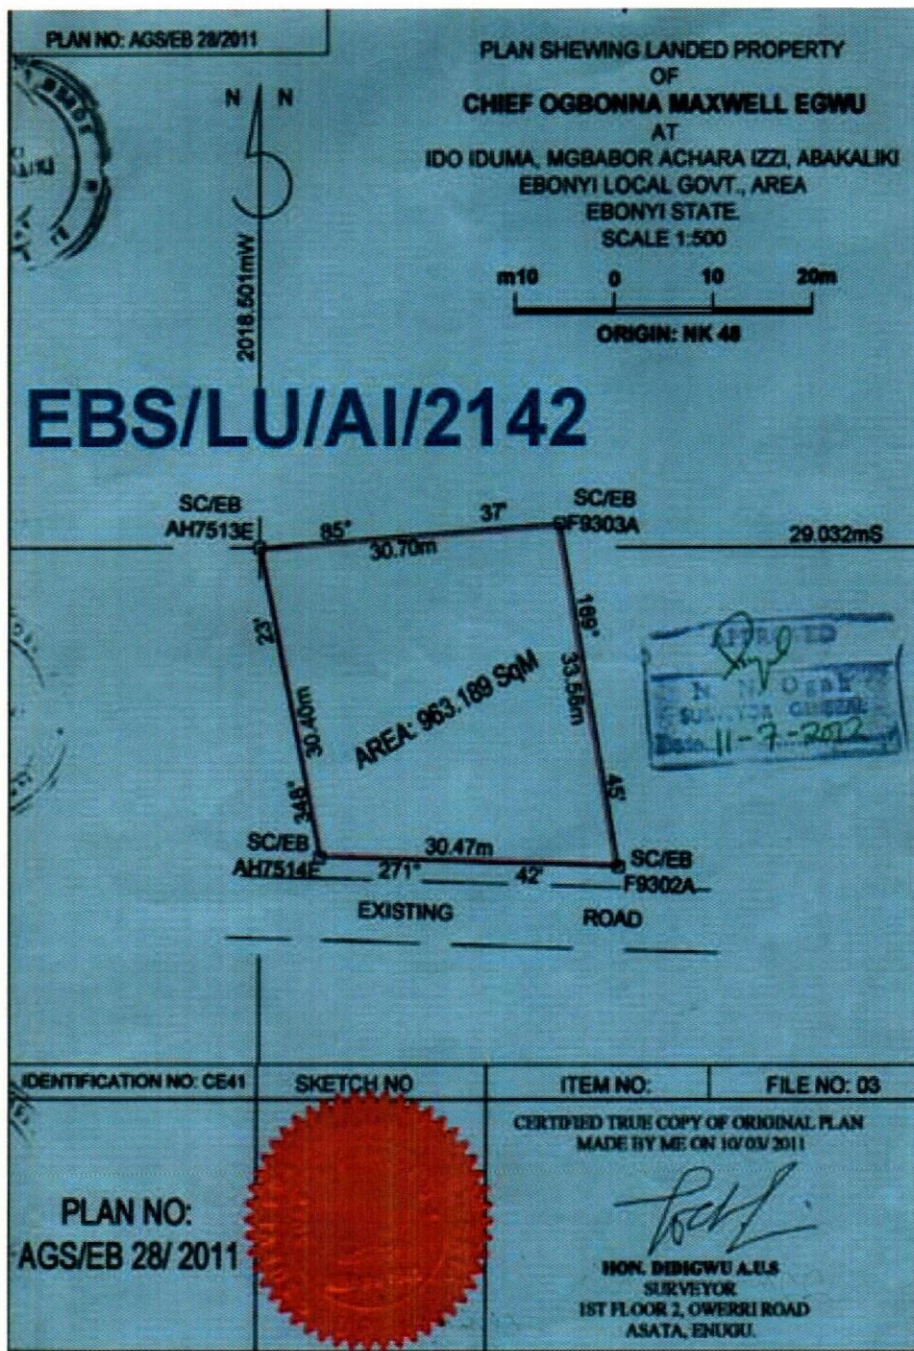 PLAN NO: AGS/EB 28/2011
PLAN SHEWING LANDED PROPERTY
OF
CHIEF OGBONNA MAXWELL EGWU
AT
IDO IDUMA, MGBABOR ACHARA IZZI, ABAKALIKI
EBONYI LOCAL GOVT., AREA
EBONYI STATE.
SCALE 1:500
m10 0 10 20m
ORIGIN: NK 48
N N
2018.501mW
EBS/LU/AI/2142
SC/EB
AH7513E
85° 37'
30.70m
SC/EB
F9303A
29.032mS
23'
30.40m
348°
AREA: 963.189 SqM
169°
33.58m
45'
APPROVED
SURVEYOR GENERAL
Date 11-7-2012
SC/EB
AH7514E
30.47m
271° 42'
SC/EB
F9302A
EXISTING ROAD
IDENTIFICATION NO: CE41
SKETCH NO
ITEM NO:
FILE NO: 03
PLAN NO:
AGS/EB 28/ 2011
CERTIFIED TRUE COPY OF ORIGINAL PLAN
MADE BY ME ON 10/03/2011
HON. DIBIGWU A.U.S
SURVEYOR
1ST FLOOR 2, OWERRI ROAD
ASATA, ENUGU.